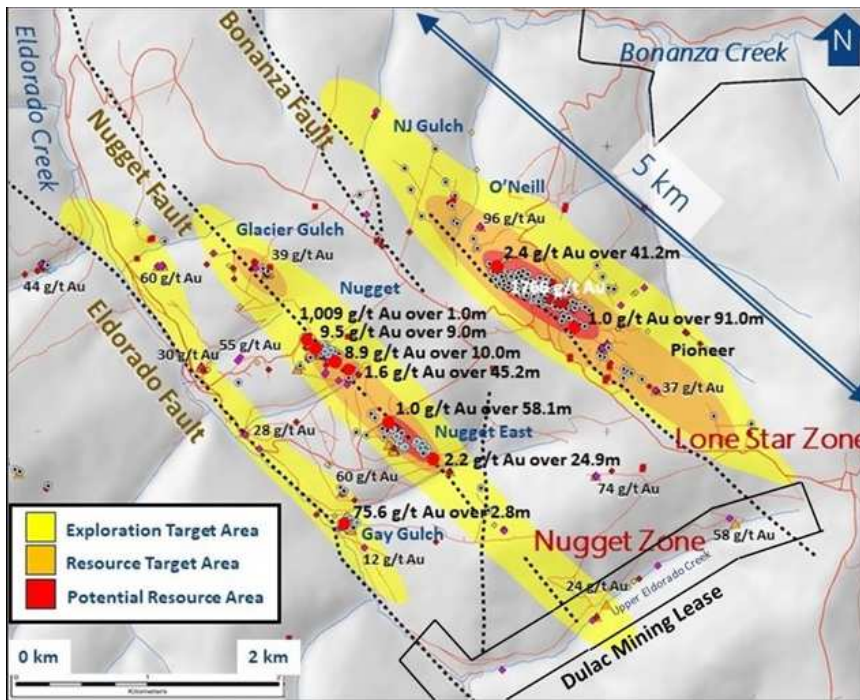 Eldorado Creek
Nugget Fault
Bonanza Fault
Bonanza Creek
N
NJ Gulch
5 km
O'Neill
96 g/t Au
Glacier Gulch
39 g/t Au
2.4 g/t Au over 41.2m
44 g/t Au
60 g/t Au
Nugget
1766 g/t Au
1,009 g/t Au over 1.0m
1.0 g/t Au over 91.0m
9.5 g/t Au over 9.0m
Eldorado Fault
55 g/t Au
8.9 g/t Au over 10.0m
Pioneer
30 g/t Au
1.6 g/t Au over 45.2m
37 g/t Au
1.0 g/t Au over 58.1m
28 g/t Au
Nugget East
Lone Star Zone
2.2 g/t Au over 24.9m
60 g/t Au
74 g/t Au
75.6 g/t Au over 2.8m
Gay Gulch
Nugget Zone
58 g/t Au
12 g/t Au
24 g/t Au
Upper Eldorado Creek
Dulac Mining Lease
Exploration Target Area
Resource Target Area
Potential Resource Area
0 km
2 km
Kilometers